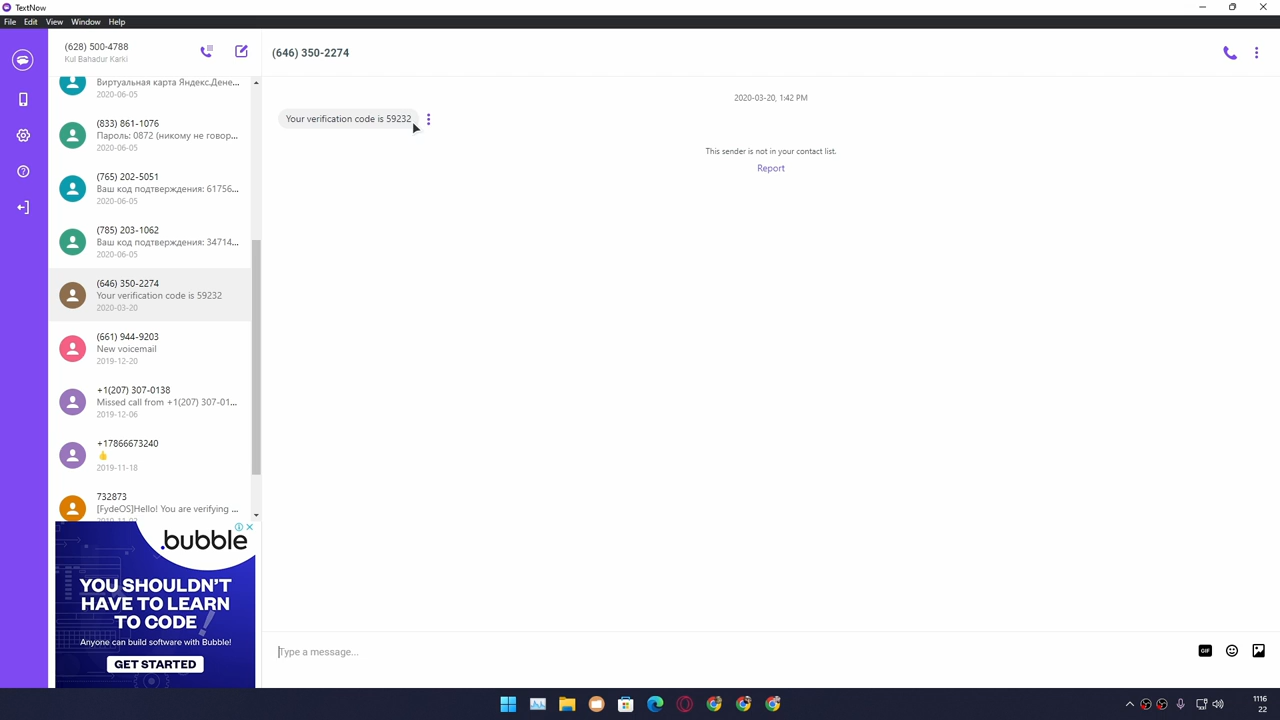 TextNow
File Edit View Window Help
(628) 500-4788
Kul Bahadur Karki
(646) 350-2274
Виртуальная карта Яндекс.Дене...
2020-06-05
(833) 861-1076
Пароль: 0872 (никому не говор...
2020-06-05
(765) 202-5051
Ваш код подтверждения: 61756...
2020-06-05
(785) 203-1062
Ваш код подтверждения: 34714...
2020-06-05
(646) 350-2274
Your verification code is 59232
2020-03-20
(661) 944-9203
New voicemail
2019-12-20
+1(207) 307-0138
Missed call from +1(207) 307-01...
2019-12-06
+17866673240
👍
2019-11-18
732873
[FydeOS]Hello! You are verifying ...
2020-03-20, 1:42 PM
Your verification code is 59232
This sender is not in your contact list.
Report
.bubble
YOU SHOULDN'T
HAVE TO LEARN
TO CODE
Anyone can build software with Bubble!
GET STARTED
Type a message...
GIF
1116
22